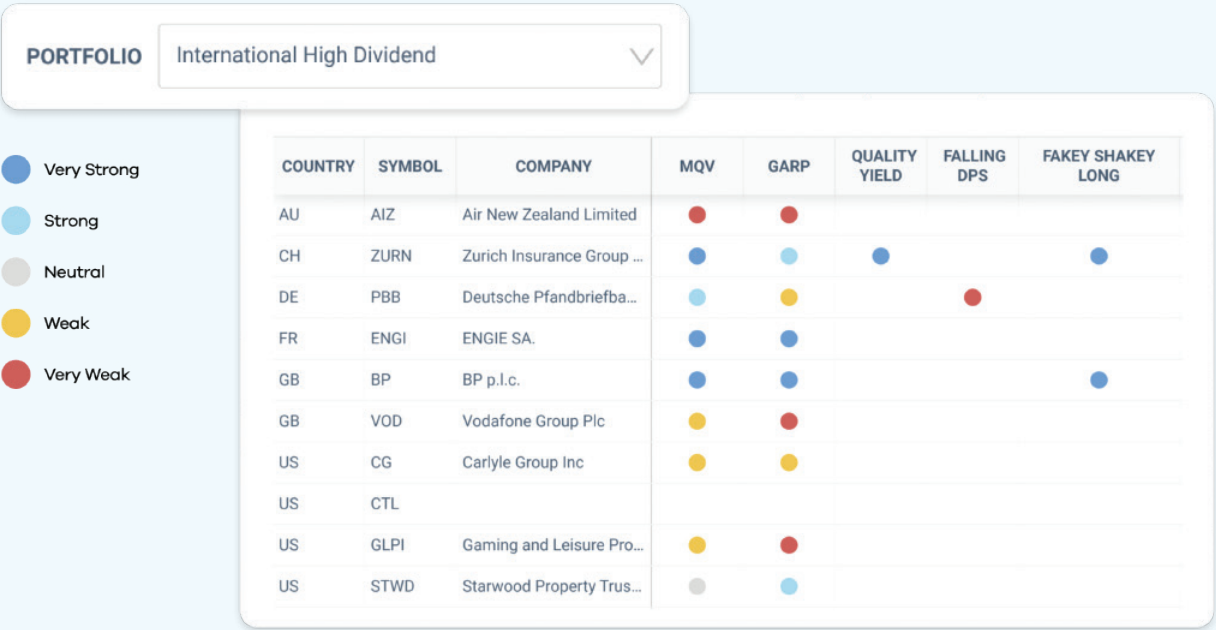 PORTFOLIO International High Dividend
Very Strong
Strong
Neutral
Weak
Very Weak
COUNTRY SYMBOL COMPANY MQV GARP QUALITY YIELD FALLING DPS FAKEY SHAKEY LONG
AU AIZ Air New Zealand Limited
CH ZURN Zurich Insurance Group ...
DE PBB Deutsche Pfandbriefba...
FR ENGI ENGIE SA.
GB BP BP p.l.c.
GB VOD Vodafone Group Plc
US CG Carlyle Group Inc
US CTL
US GLPI Gaming and Leisure Pro...
US STWD Starwood Property Trus...